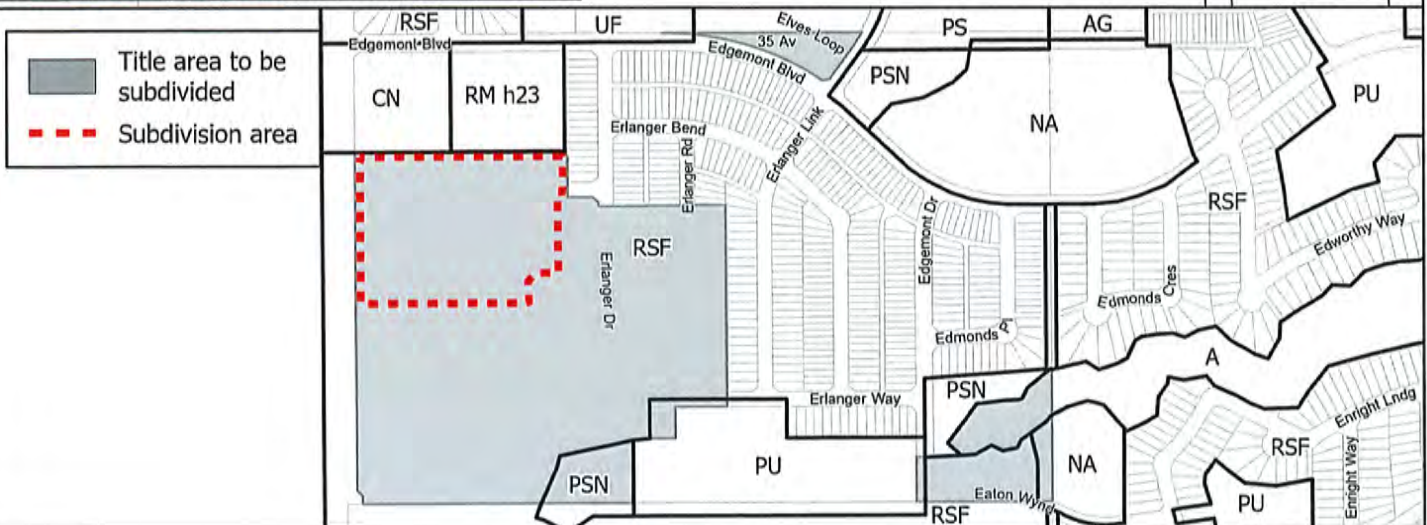 Title area to be
subdivided
Subdivision area
RSF
UF
Elves Loop
35 Av
PS
AG
Edgemont Blvd
Edgemont Blvd
PSN
PU
CN
RM h23
NA
Erlanger Bend
Erlanger Link
Erlanger Rd
RSF
Edgemont Dr
RSF
Edworthy Way
Erlanger Dr
Edmonds Cres
Edmonds Pl
A
PSN
Erlanger Way
Enright Lndg
RSF
PU
NA
PSN
Eaton Wynd
Enright Way
PU
RSF